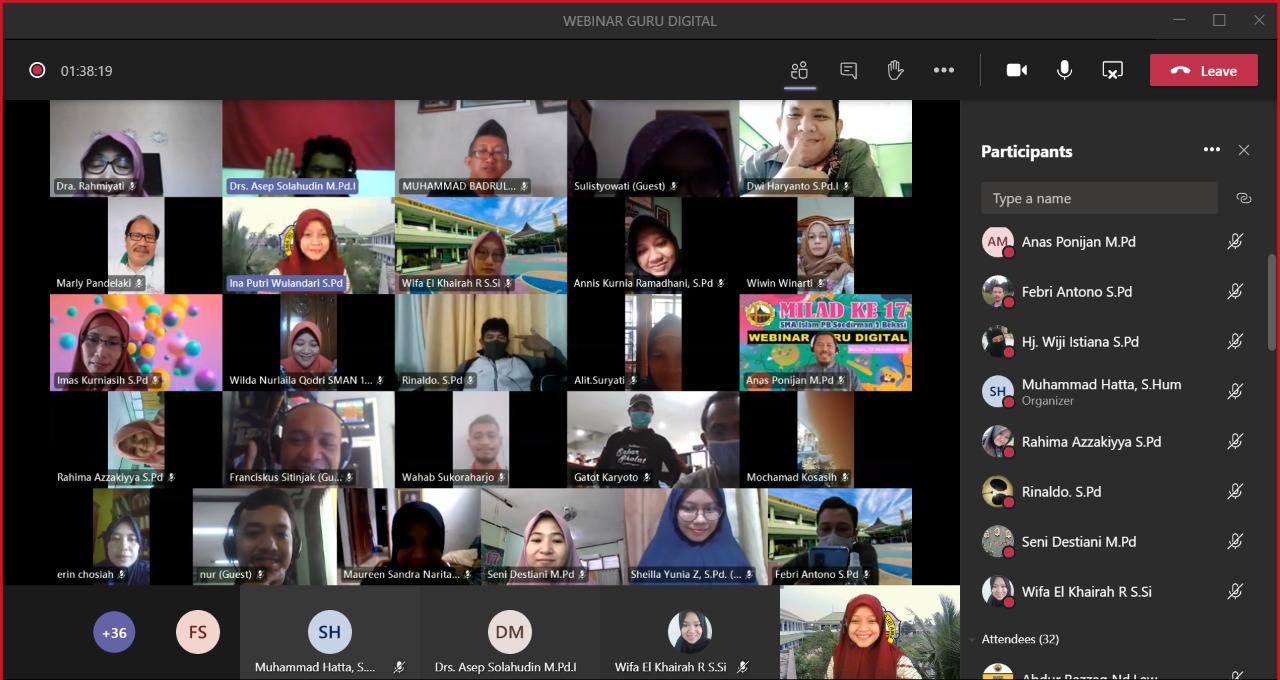 WEBINAR GURU DIGITAL
01:38:19
Leave
Dra. Rahmiyati
Drs. Asep Solahudin M.Pd.I
MUHAMMAD BADRUL...
Sulistyowati (Guest)
Dwi Haryanto S.Pd.I
Marly Pandelaki
Ina Putri Wulandari S.Pd
Wifa El Khairah R S.Si
Annis Kurnia Ramadhani, S.Pd
Wiwin Winarti
MILAD KE 17
SMA Islam PB Soedirman 2 Bekasi
WEBINAR GURU DIGITAL
Imas Kurniasih S.Pd
Wilda Nurlaila Qodri SMAN 1...
Rinaldo. S.Pd
Alit.Suryati
Anas Ponijan M.Pd
Rahima Azzakiyya S.Pd
Franciskus Sitinjak (Gu...
Wahab Sukoraharjo
Gatot Karyoto
Mochamad Kosasih
erin chosiah
nur (Guest)
Maureen Sandra Narita...
Seni Destiani M.Pd
Sheilla Yunia Z, S.Pd. (...
Febri Antono S.Pd
+36
FS
SH
DM
Muhammad Hatta, S....
Drs. Asep Solahudin M.Pd.I
Wifa El Khairah R S.Si
Participants
Type a name
AM
Anas Ponijan M.Pd
Febri Antono S.Pd
Hj. Wiji Istiana S.Pd
SH
Muhammad Hatta, S.Hum
Organizer
Rahima Azzakiyya S.Pd
Rinaldo. S.Pd
Seni Destiani M.Pd
Wifa El Khairah R S.Si
Attendees (32)